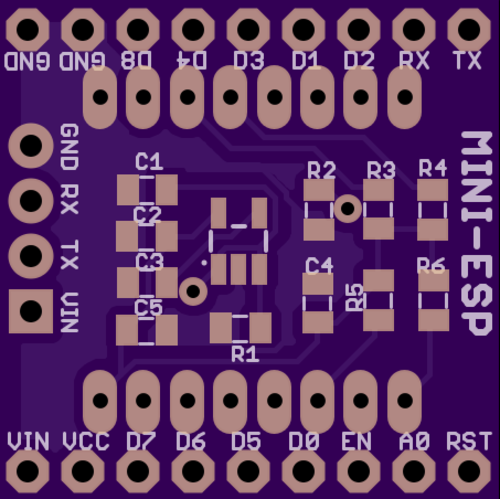 GND GND D8 D4 D3 D1 D2 RX TX
GND
RX
TX
VIN
C1
C2
C3
C5
R1
R2 R3 R4
C4 R5 R6
MINI-ESP
VIN VCC D7 D6 D5 D0 EN A0 RST